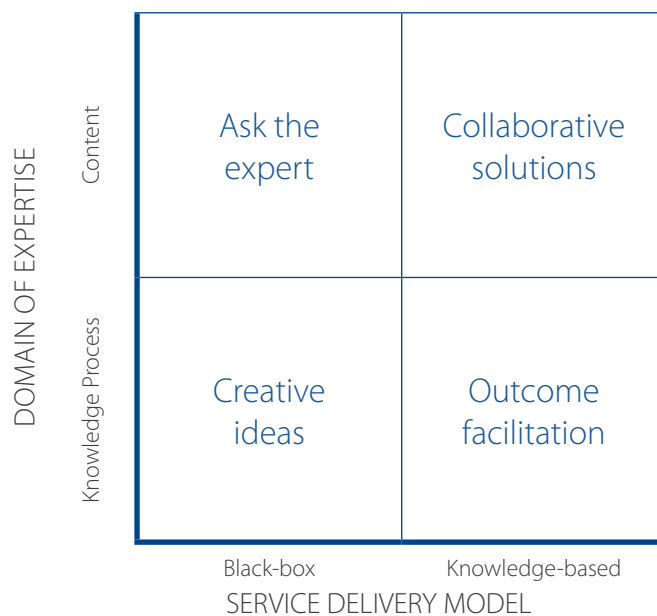 DOMAIN OF EXPERTISE
Content
Knowledge Process
Ask the
expert
Collaborative
solutions
Creative
ideas
Outcome
facilitation
Black-box
Knowledge-based
SERVICE DELIVERY MODEL